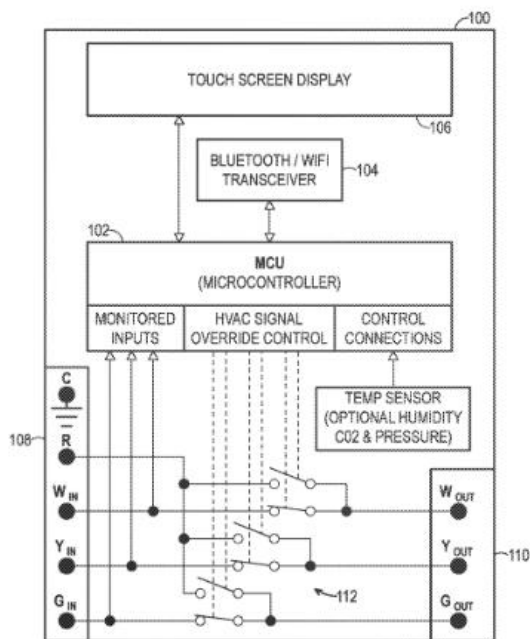 100
TOUCH SCREEN DISPLAY
106
BLUETOOTH / WIFI
TRANSCEIVER
104
102
MCU
(MICROCONTROLLER)
MONITORED
INPUTS
HVAC SIGNAL
OVERRIDE CONTROL
CONTROL
CONNECTIONS
TEMP SENSOR
(OPTIONAL HUMIDITY
C02 & PRESSURE)
C
108
R
W IN
W OUT
Y IN
Y OUT
110
112
G IN
G OUT